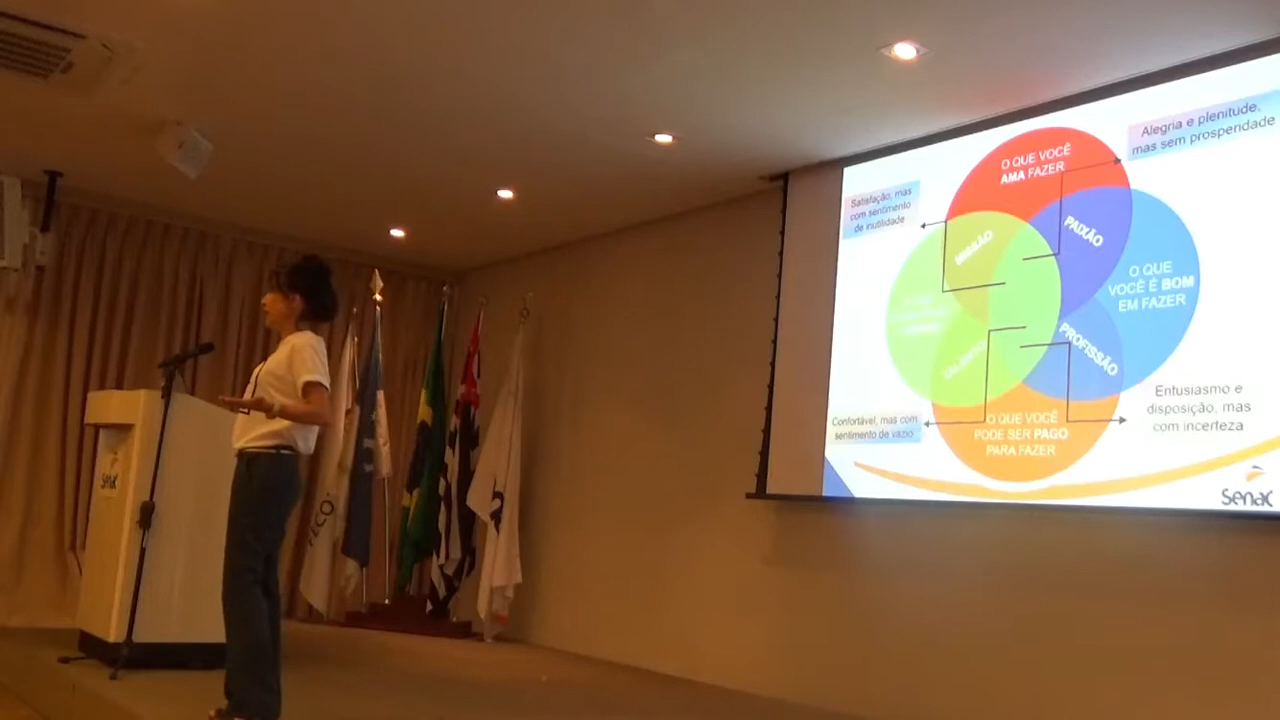 O QUE VOCÊ
AMA FAZER
Alegria e plenitude,
mas sem prosperidade
Satisfação, mas
com sentimento
de inutilidade
MISSÃO
PAIXÃO
O QUE
VOCÊ É BOM
EM FAZER
PROFISSÃO
Confortável, mas com
sentimento de vazio
O QUE VOCÊ
PODE SER PAGO
PARA FAZER
Entusiasmo e
disposição, mas
com incerteza
Senac
Senac